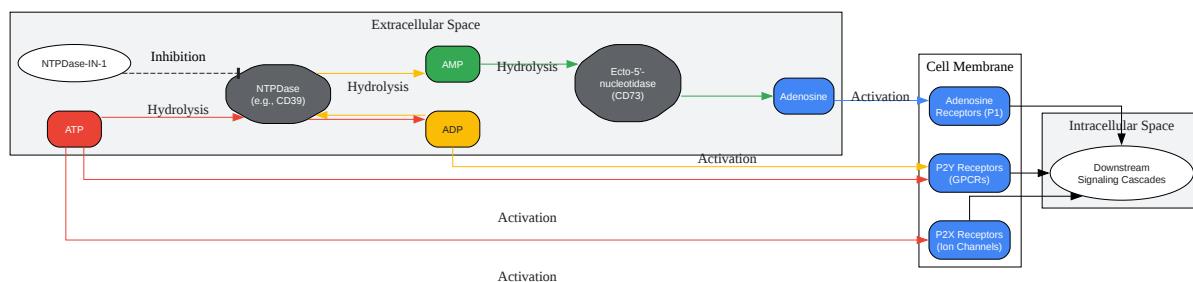 Extracellular Space
NTPDase-IN-1
Inhibition
NTPDase
(e.g., CD39)
Hydrolysis
AMP
Hydrolysis
Ecto-5'-
nucleotidase
(CD73)
Adenosine
Activation
Cell Membrane
Adenosine
Receptors (P1)
ATP
Hydrolysis
ADP
Activation
P2Y Receptors
(GPCRs)
Intracellular Space
Downstream
Signaling Cascades
Activation
P2X Receptors
(Ion Channels)
Activation